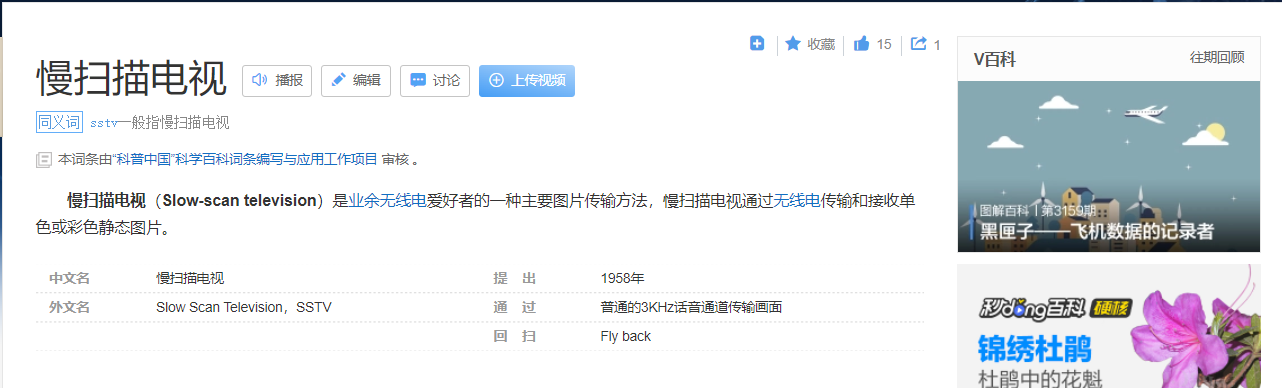 收藏 15 1
慢扫描电视 播报 编辑 讨论 上传视频
同义词 sstv一般指慢扫描电视
本词条由“科普中国”科学百科词条编写与应用工作项目 审核 。
慢扫描电视（Slow-scan television）是业余无线电爱好者的一种主要图片传输方法，慢扫描电视通过无线电传输和接收单
色或彩色静态图片。
中文名 慢扫描电视 提 出 1958年
外文名 Slow Scan Television，SSTV 通 过 普通的3KHz话音通道传输画面
回 扫 Fly back
V百科 往期回顾
图解百科 | 第3159期
黑匣子——飞机数据的记录者
秒dong百科 硬核
锦绣杜鹃
杜鹃中的花魁